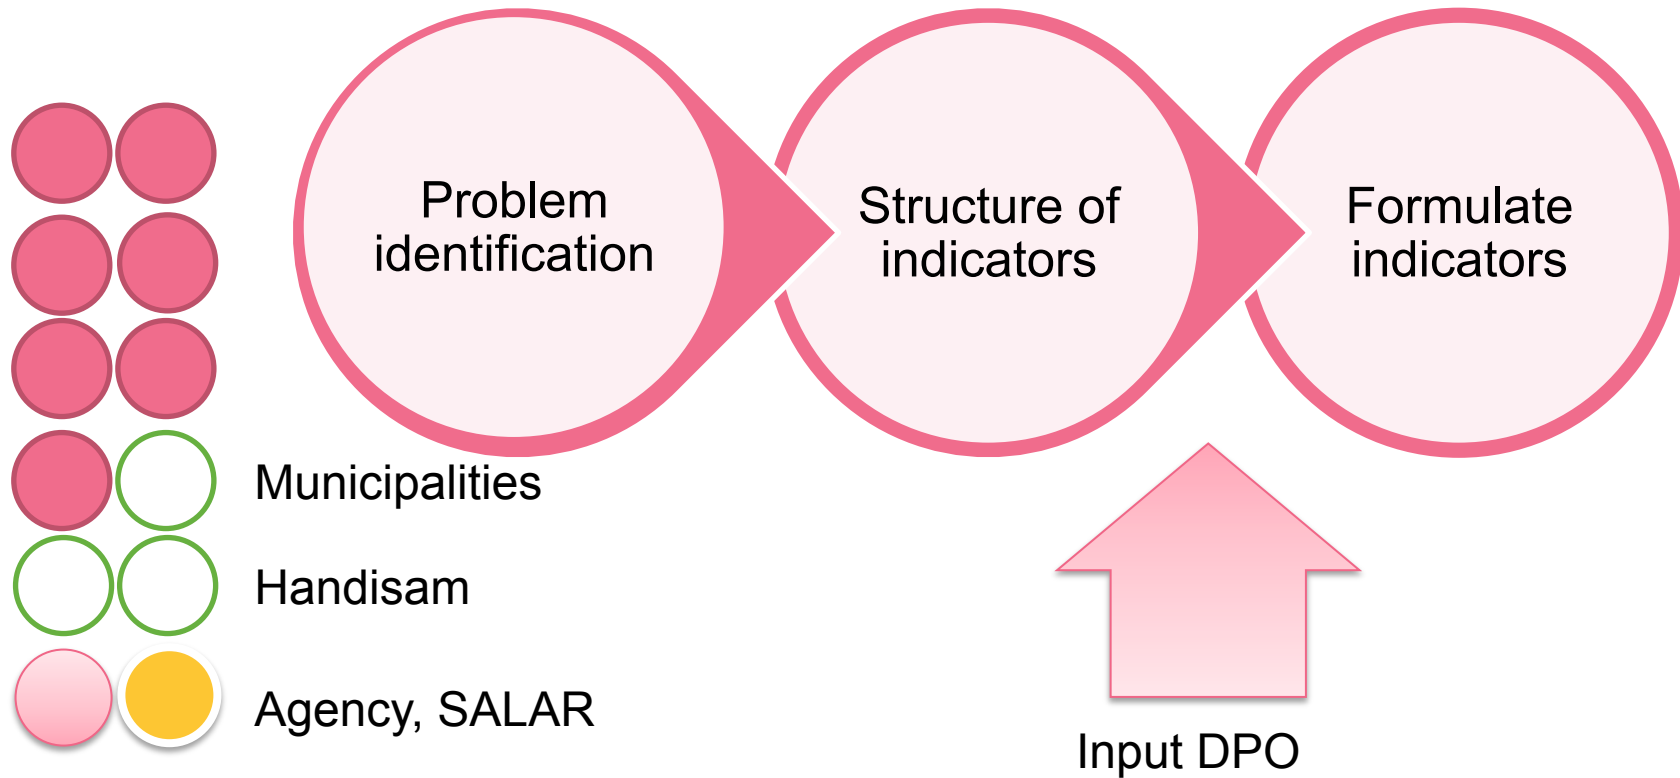 Problem
identification
Structure of
indicators
Formulate
indicators
Municipalities
Handisam
Agency, SALAR
Input DPO